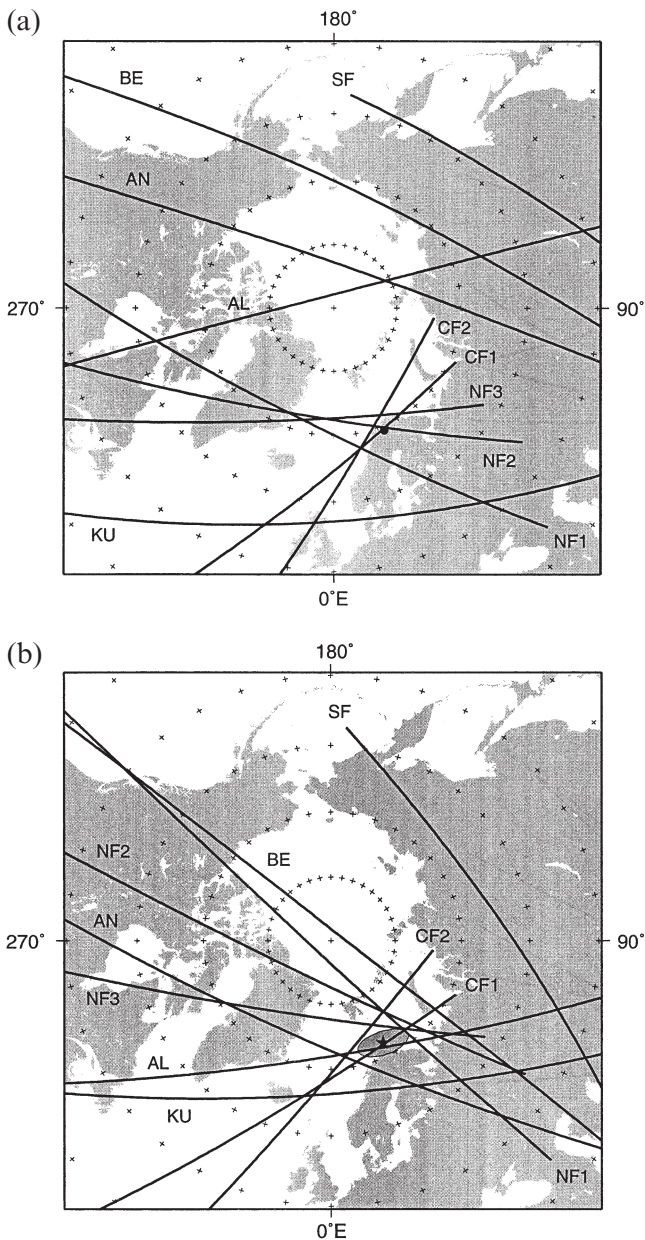 (a)
180°
BE
SF
AN
270°
90°
AL
CF2
CF1
NF3
NF2
KU
NF1
0°E
(b)
180°
SF
NF2
BE
AN
270°
90°
CF2
CF1
NF3
AL
KU
NF1
0°E